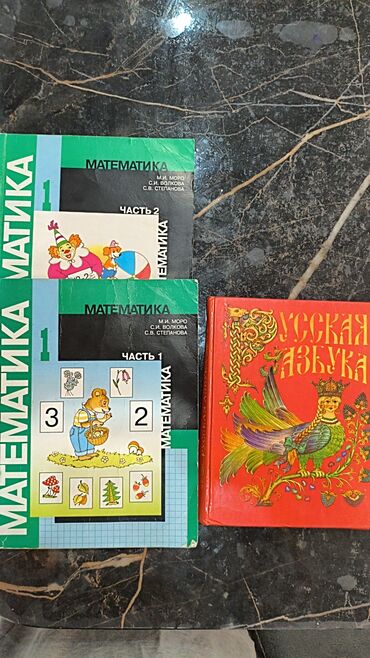 МАТЕМАТИКА
М.И. МОРО
С.И. ВОЛКОВА
С.В. СТЕПАНОВА
1
ЧАСТЬ 2
МАТИКА
МАТЕМАТИКА
МАТЕМАТИКА
М.И. МОРО
С.И. ВОЛКОВА
С.В. СТЕПАНОВА
1
ЧАСТЬ 1
МАТЕМАТИКА
МАТЕМАТИКА
3
2
РУССКАЯ
АЗБУКА